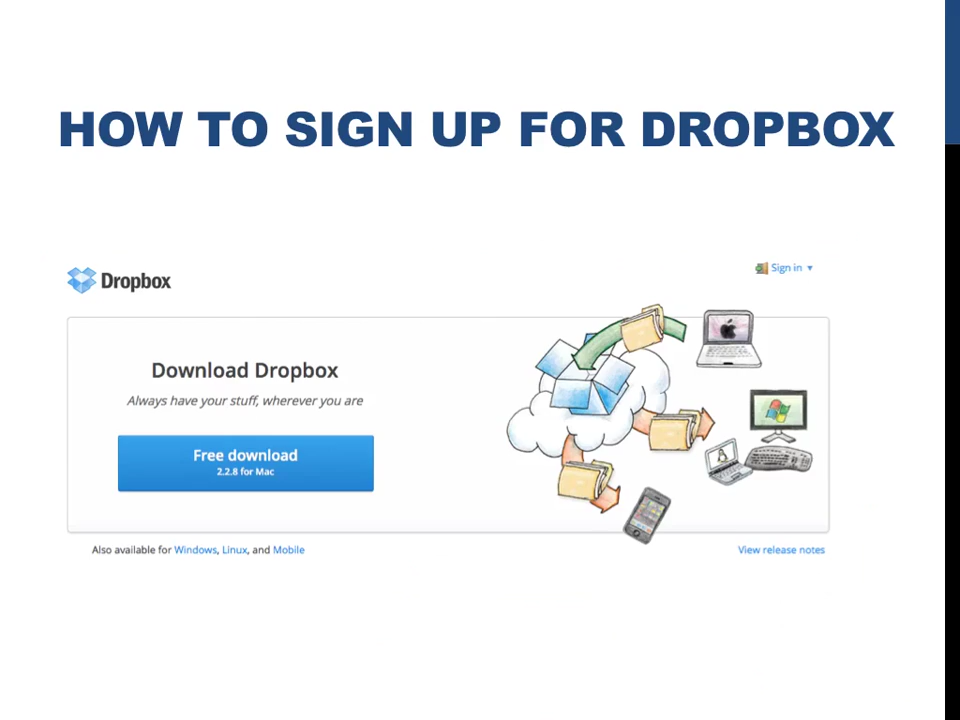 HOW TO SIGN UP FOR DROPBOX
Dropbox
Sign in ▼
Download Dropbox
Always have your stuff, wherever you are
Free download
2.2.8 for Mac
Also available for Windows, Linux, and Mobile
View release notes